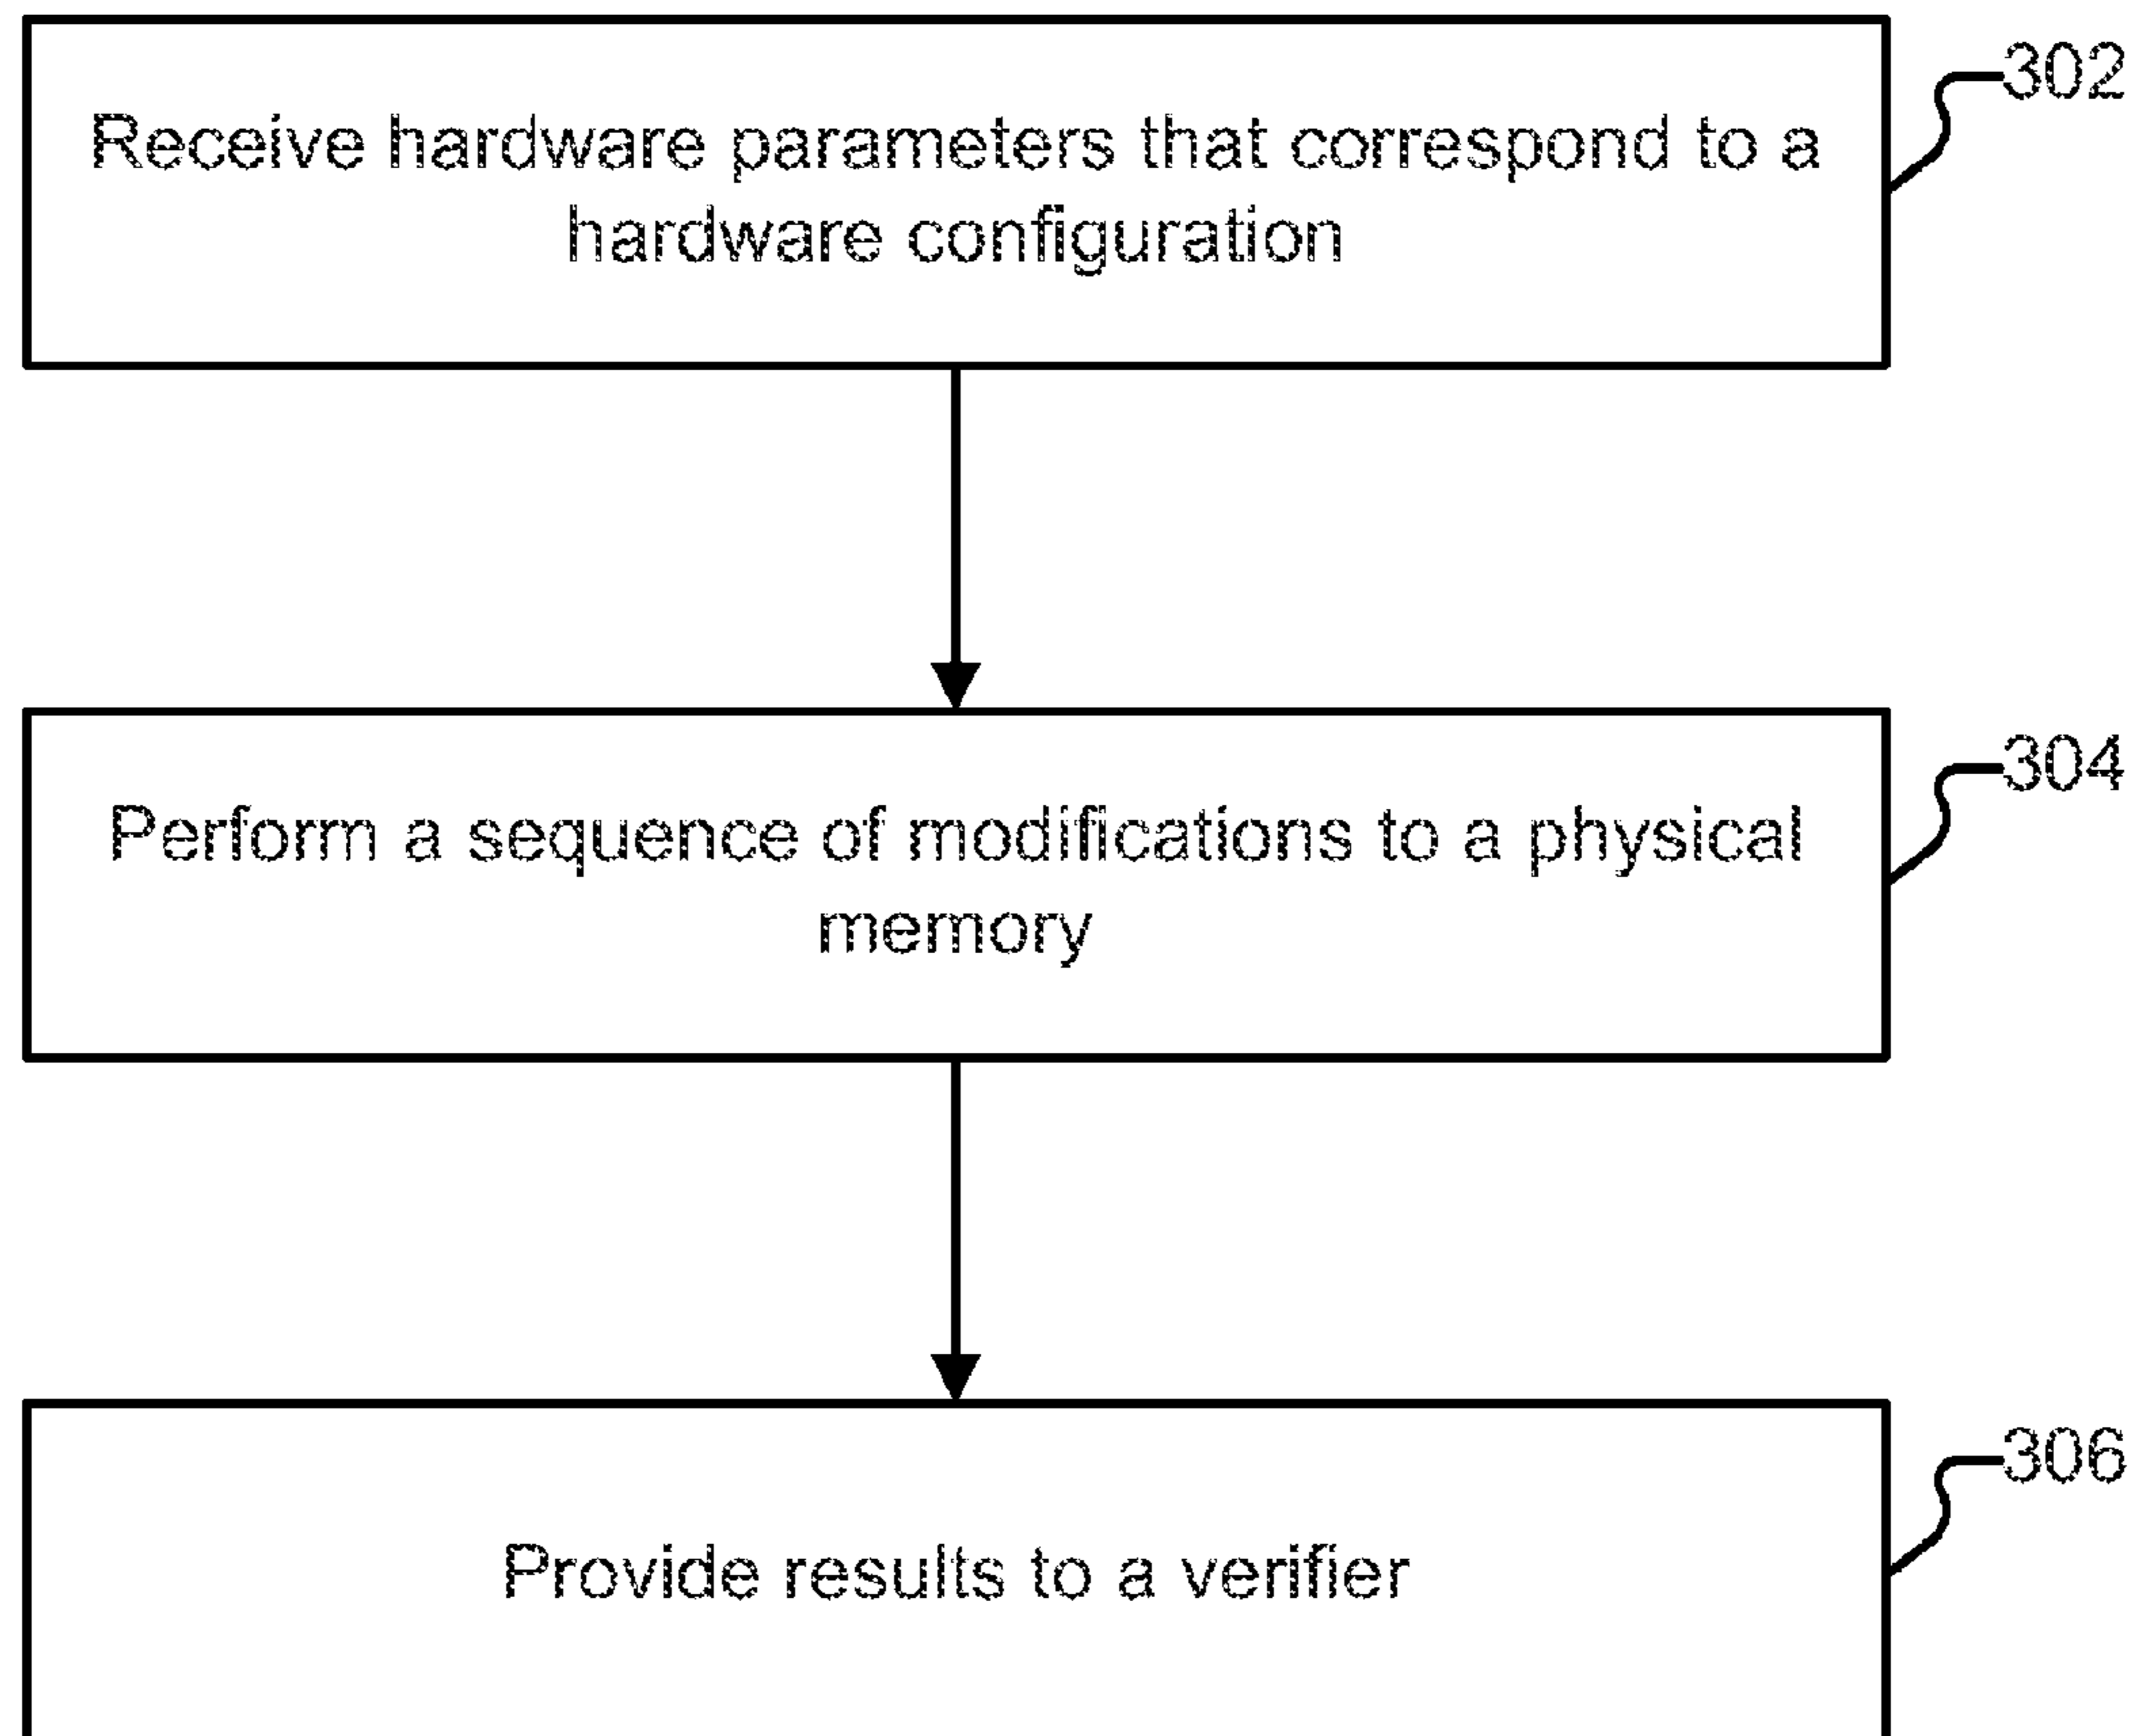 Receive hardware parameters that correspond to a
hardware configuration
302
Perform a sequence of modifications to a physical
memory
304
Provide results to a verifier
306